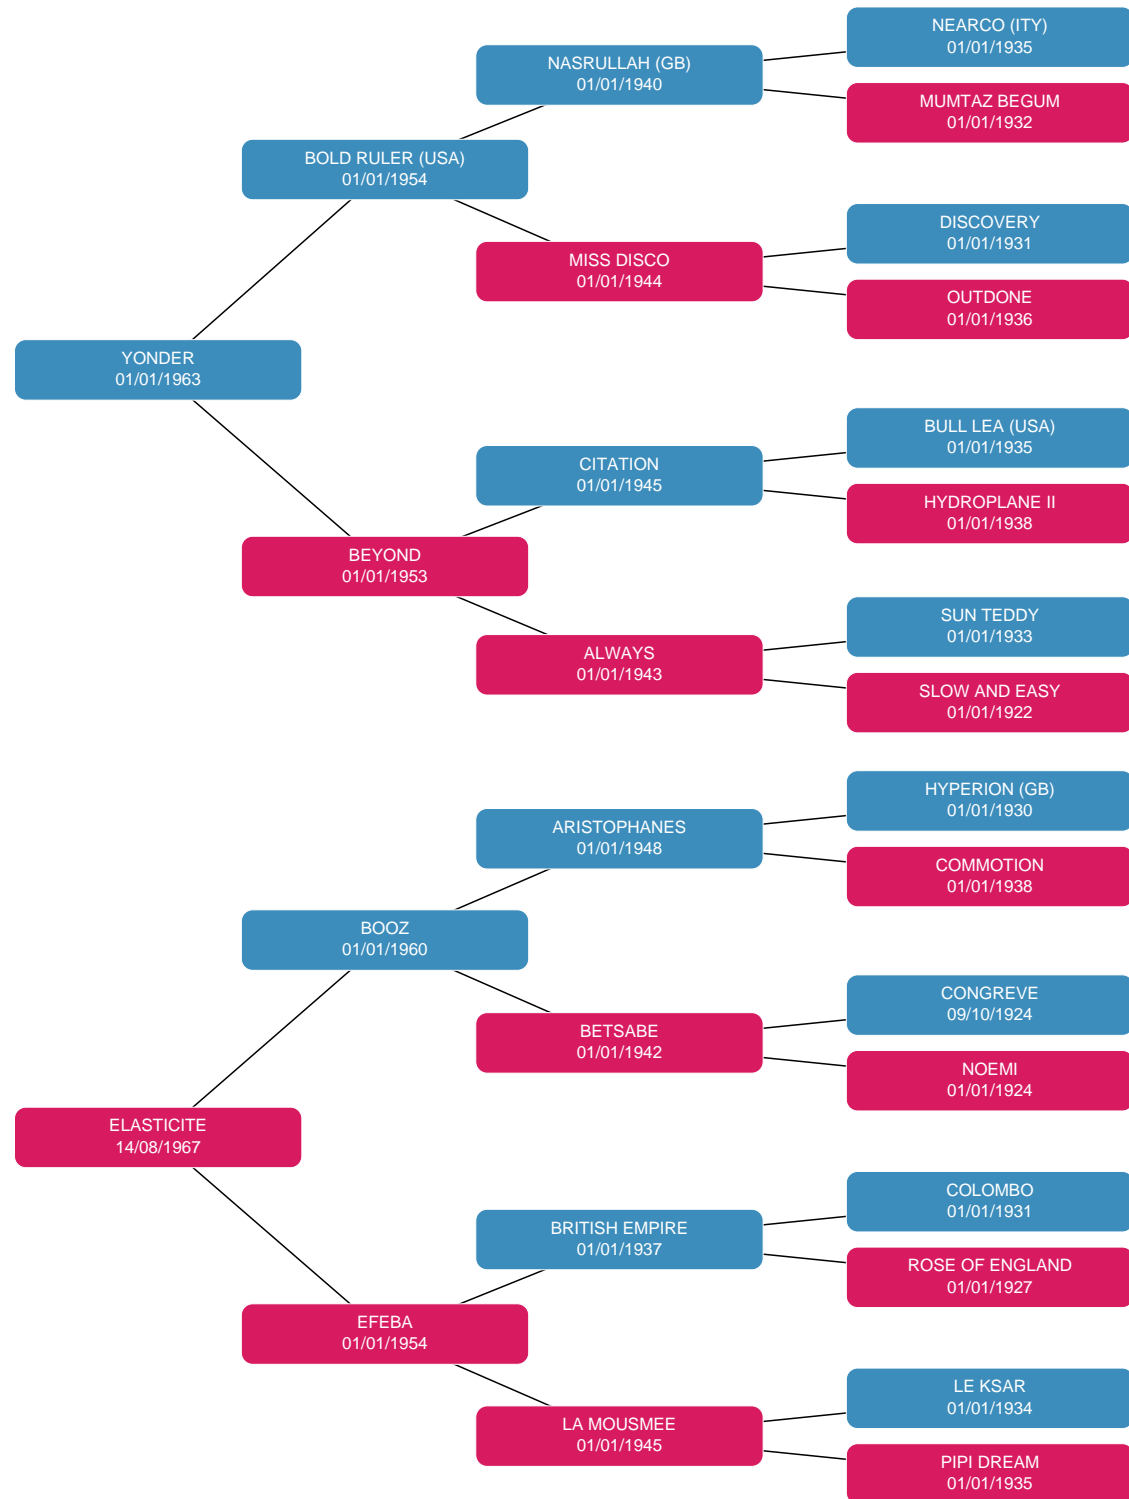 NEARCO (ITY)
01/01/1935
NASRULLAH (GB)
01/01/1940
MUMTAZ BEGUM
01/01/1932
BOLD RULER (USA)
01/01/1954
DISCOVERY
01/01/1931
MISS DISCO
01/01/1944
OUTDONE
01/01/1936
YONDER
01/01/1963
BULL LEA (USA)
01/01/1935
CITATION
01/01/1945
HYDROPLANE II
01/01/1938
BEYOND
01/01/1953
SUN TEDDY
01/01/1933
ALWAYS
01/01/1943
SLOW AND EASY
01/01/1922
HYPERION (GB)
01/01/1930
ARISTOPHANES
01/01/1948
COMMOTION
01/01/1938
BOOZ
01/01/1960
CONGREVE
09/10/1924
BETSABE
01/01/1942
NOEMI
01/01/1924
ELASTICITE
14/08/1967
COLOMBO
01/01/1931
BRITISH EMPIRE
01/01/1937
ROSE OF ENGLAND
01/01/1927
EFEBA
01/01/1954
LE KSAR
01/01/1934
LA MOUSMEE
01/01/1945
PIPI DREAM
01/01/1935